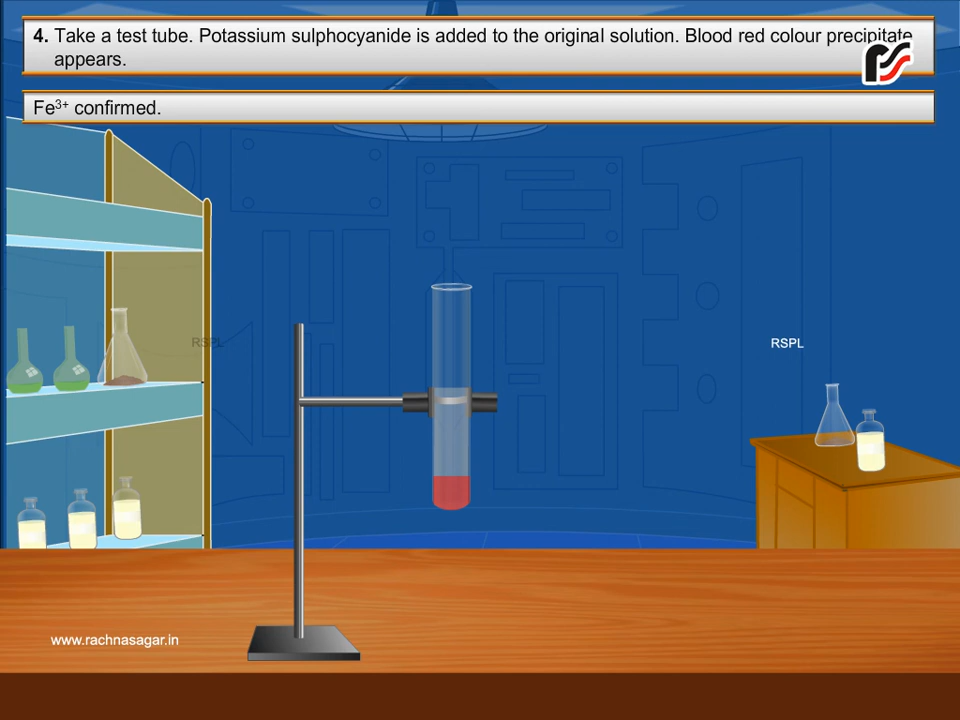 4. Take a test tube. Potassium sulphocyanide is added to the original solution. Blood red colour precipitate
appears.
Fe³⁺ confirmed.
RSPL
RSPL
www.rachnasagar.in